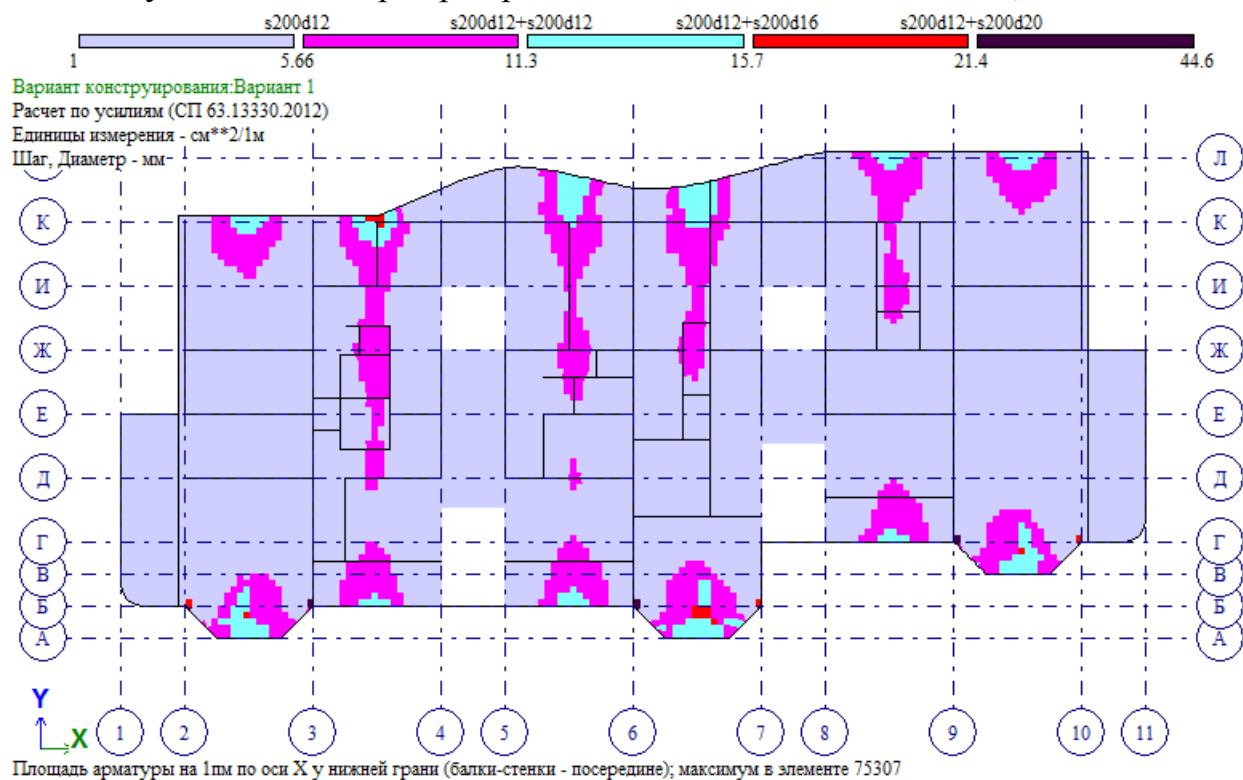 s200d12 s200d12+s200d12 s200d12+s200d16 s200d12+s200d20
1 5.66 11.3 15.7 21.4 44.6
Вариант конструирования:Вариант 1
Расчет по усилиям (СП 63.13330.2012)
Единицы измерения - см**2/1м
Шаг, Диаметр - мм
Л
К К
И И
Ж Ж
Е Е
Д Д
Г Г
В В
Б Б
А А
Y
X 1 2 3 4 5 6 7 8 9 10 11
Площадь арматуры на 1пм по оси X у нижней грани (балки-стенки - посередине); максимум в элементе 75307